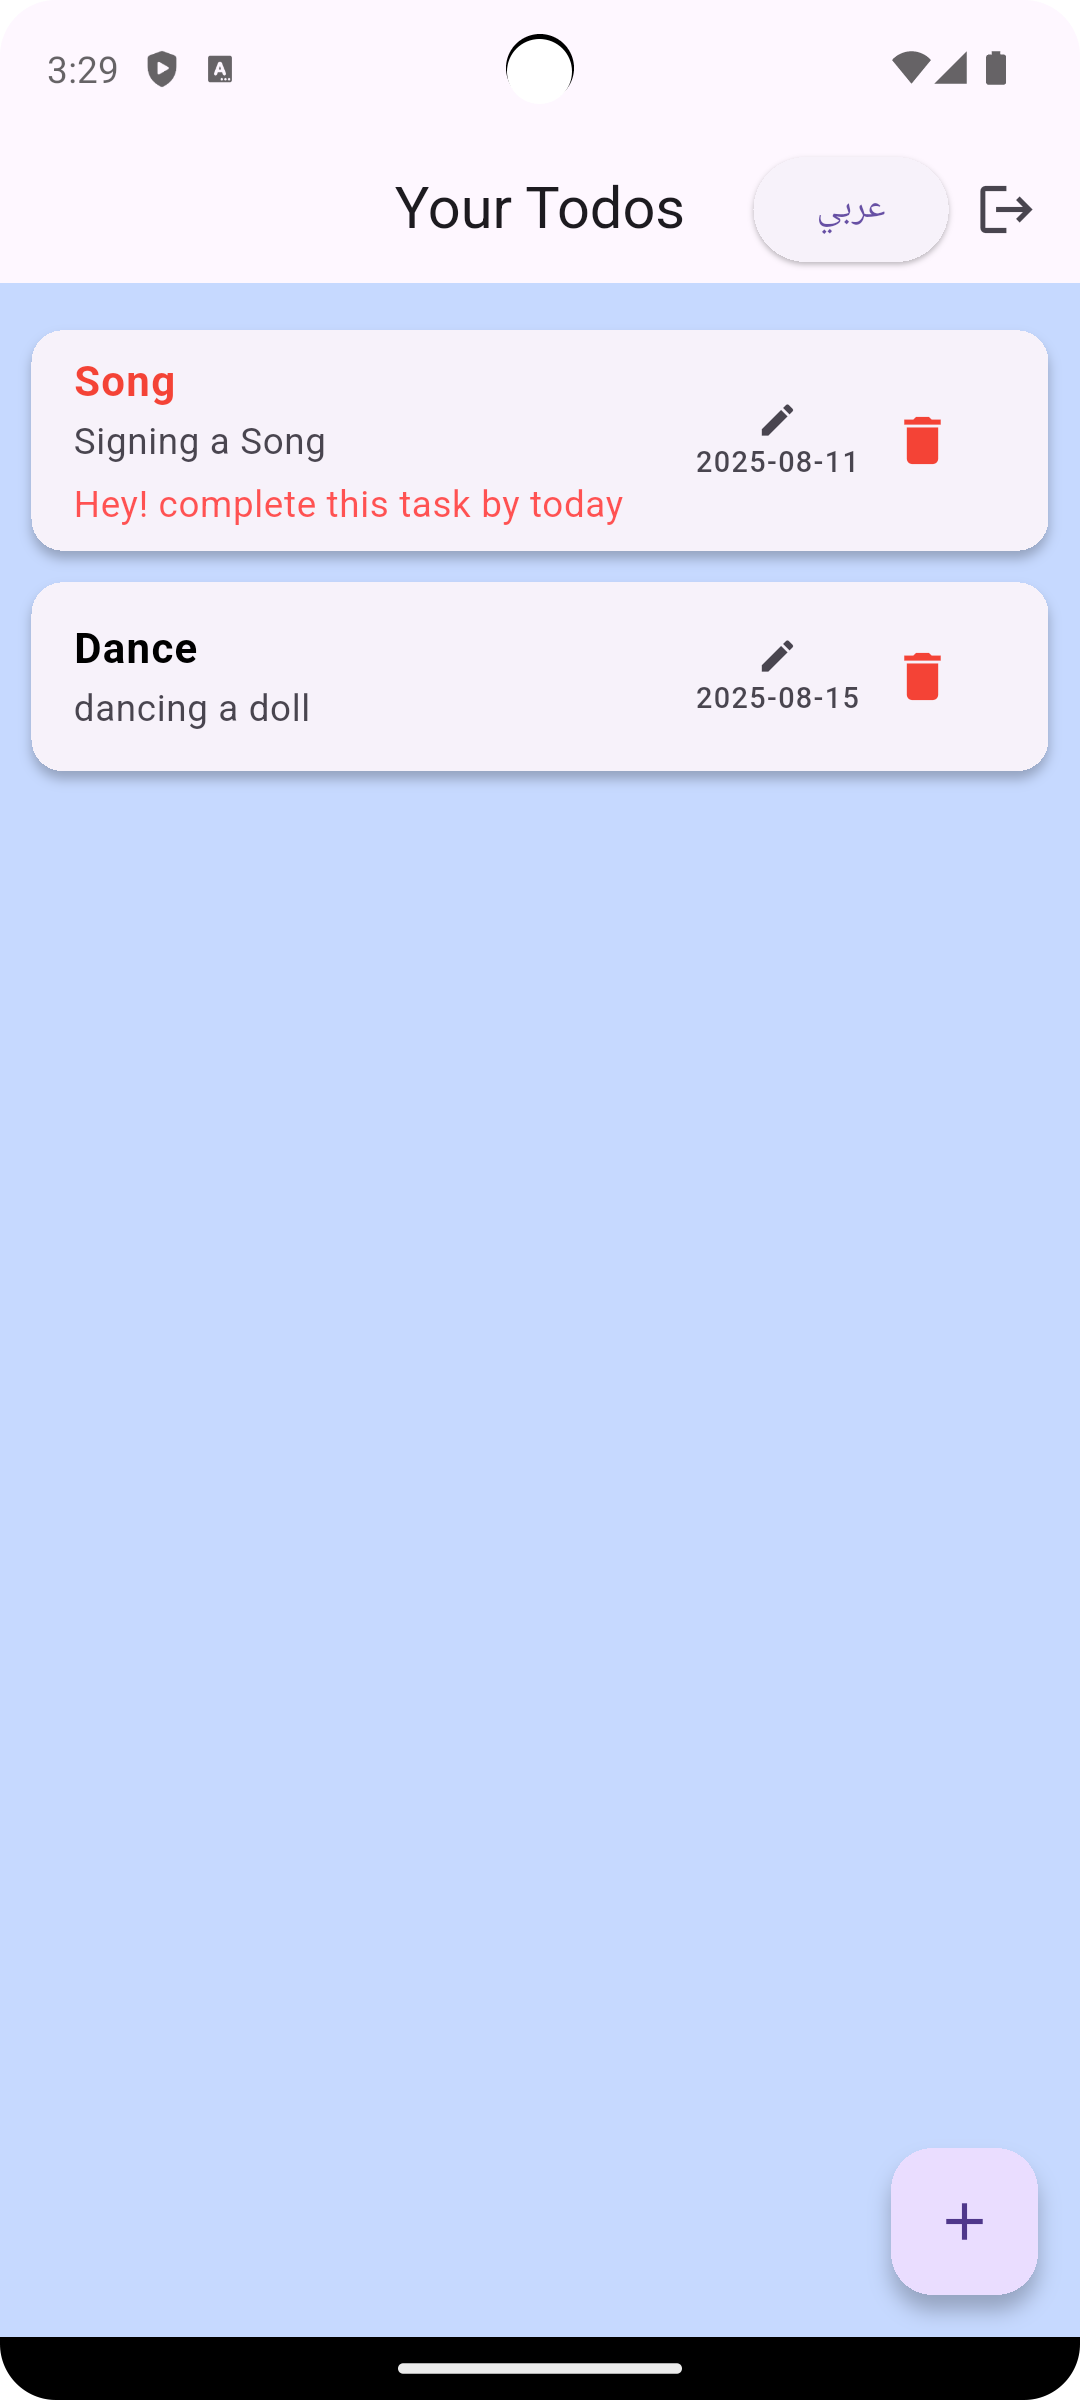 3:29
Your Todos
عربي
Song
Signing a Song
Hey! complete this task by today
2025-08-11
Dance
dancing a doll
2025-08-15